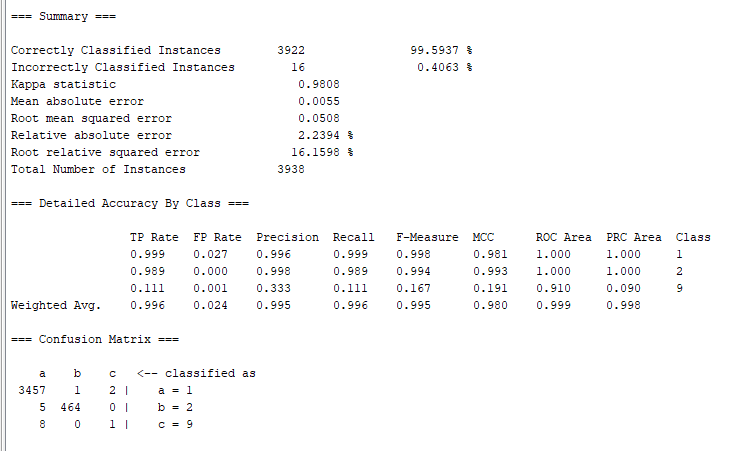 === Summary ===
Correctly Classified Instances 3922 99.5937 %
Incorrectly Classified Instances 16 0.4063 %
Kappa statistic 0.9808
Mean absolute error 0.0055
Root mean squared error 0.0508
Relative absolute error 2.2394 %
Root relative squared error 16.1598 %
Total Number of Instances 3938
=== Detailed Accuracy By Class ===
TP Rate FP Rate Precision Recall F-Measure MCC ROC Area PRC Area Class
0.999 0.027 0.996 0.999 0.998 0.981 1.000 1.000 1
0.989 0.000 0.998 0.989 0.994 0.993 1.000 1.000 2
0.111 0.001 0.333 0.111 0.167 0.191 0.910 0.090 9
Weighted Avg. 0.996 0.024 0.995 0.996 0.995 0.980 0.999 0.998
=== Confusion Matrix ===
a b c <-- classified as
3457 1 2 | a = 1
5 464 0 | b = 2
8 0 1 | c = 9